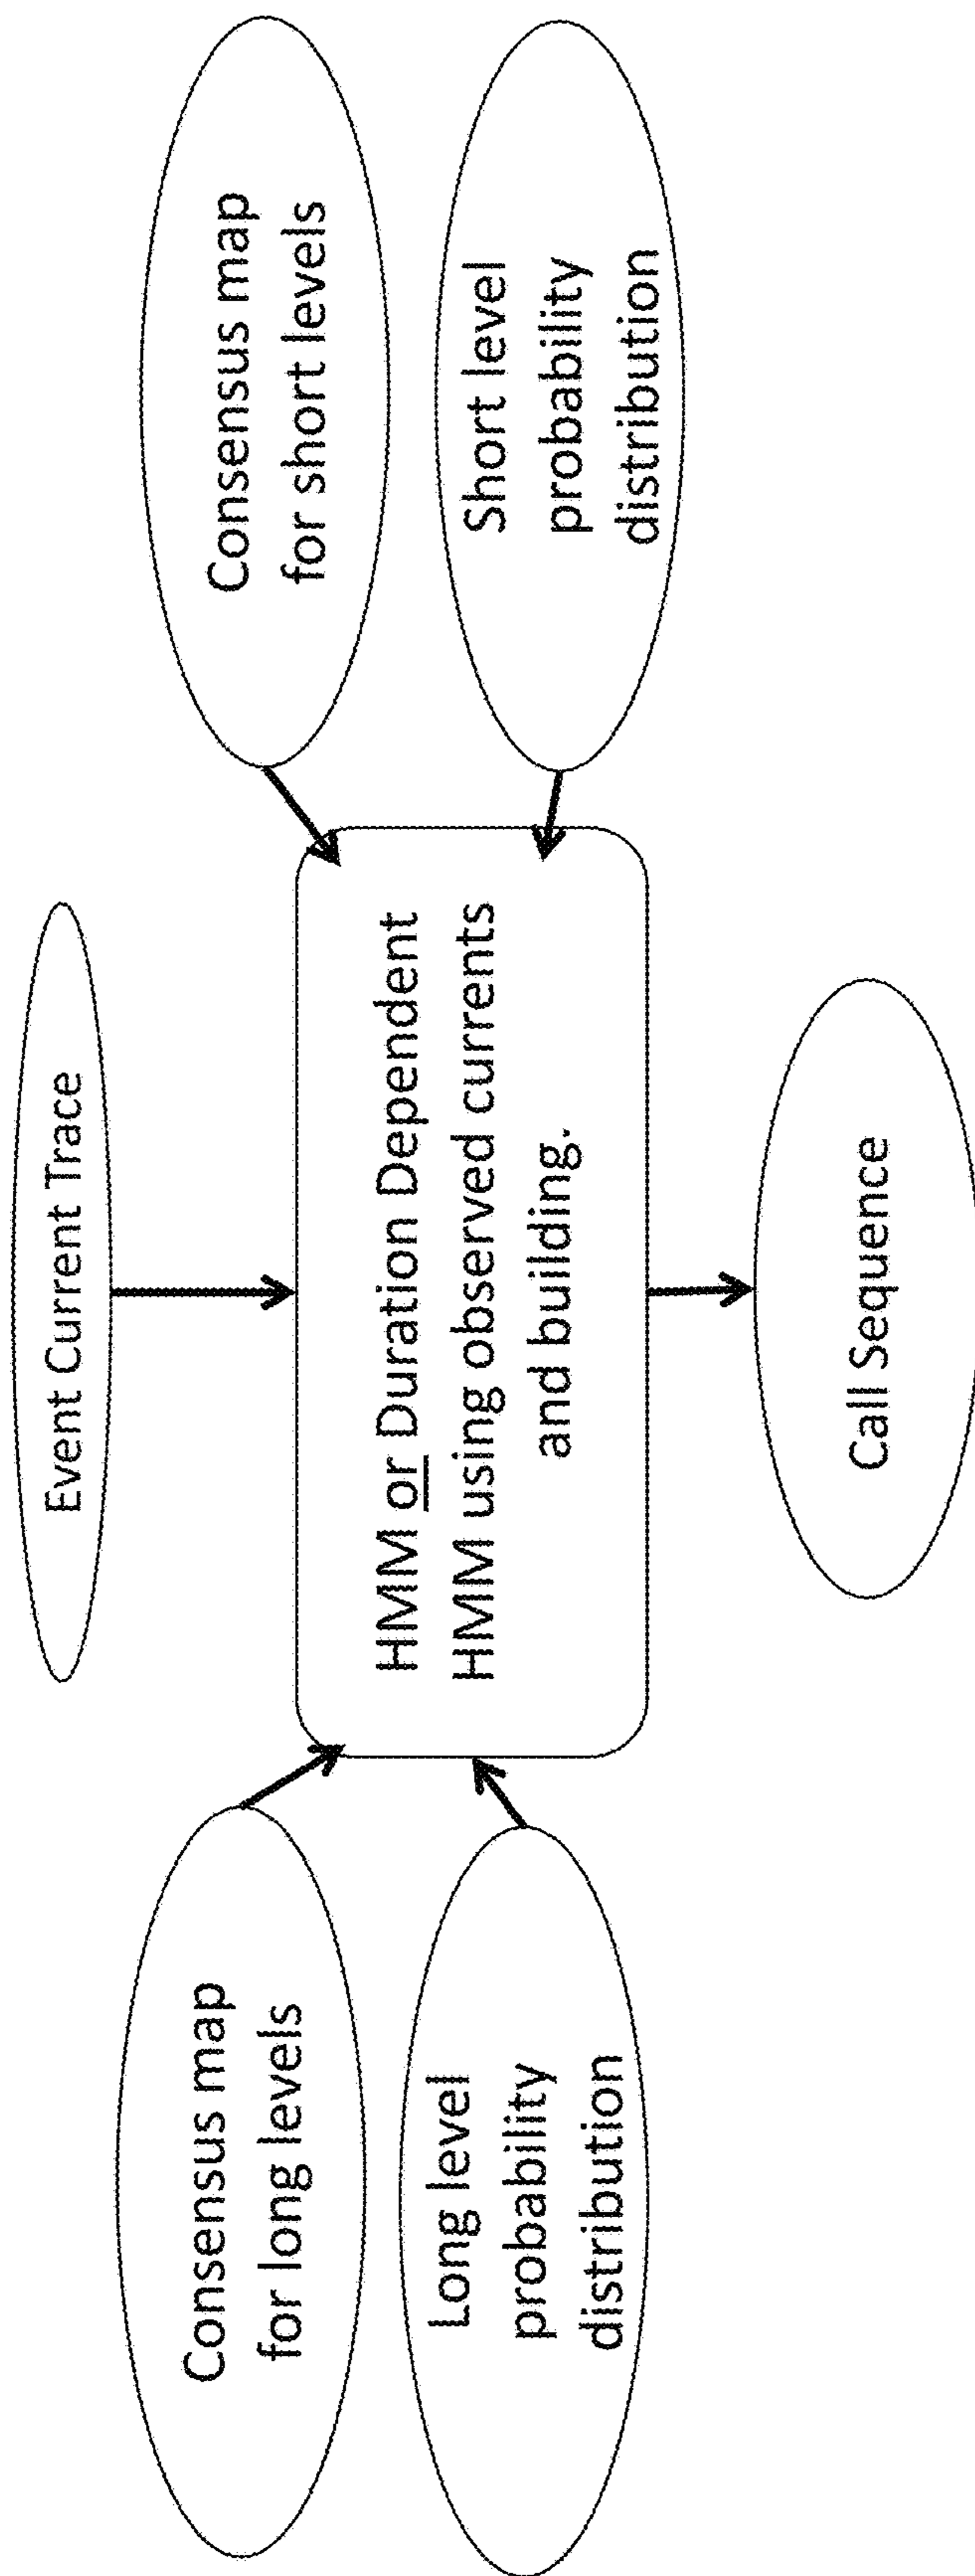 Event Current Trace
Consensus map
for long levels
Consensus map
for short levels
HMM or Duration Dependent
HMM using observed currents
and building.
Long level
probability
distribution
Short level
probability
distribution
Call Sequence